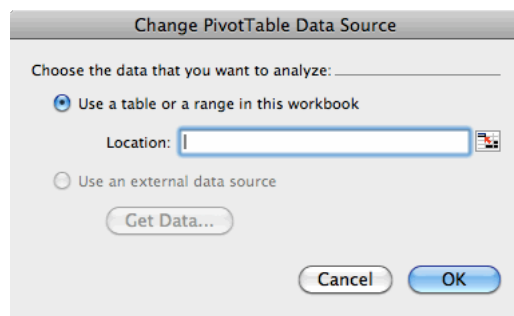 Change PivotTable Data Source
Choose the data that you want to analyze:
Use a table or a range in this workbook
Location:
Use an external data source
Get Data...
Cancel OK